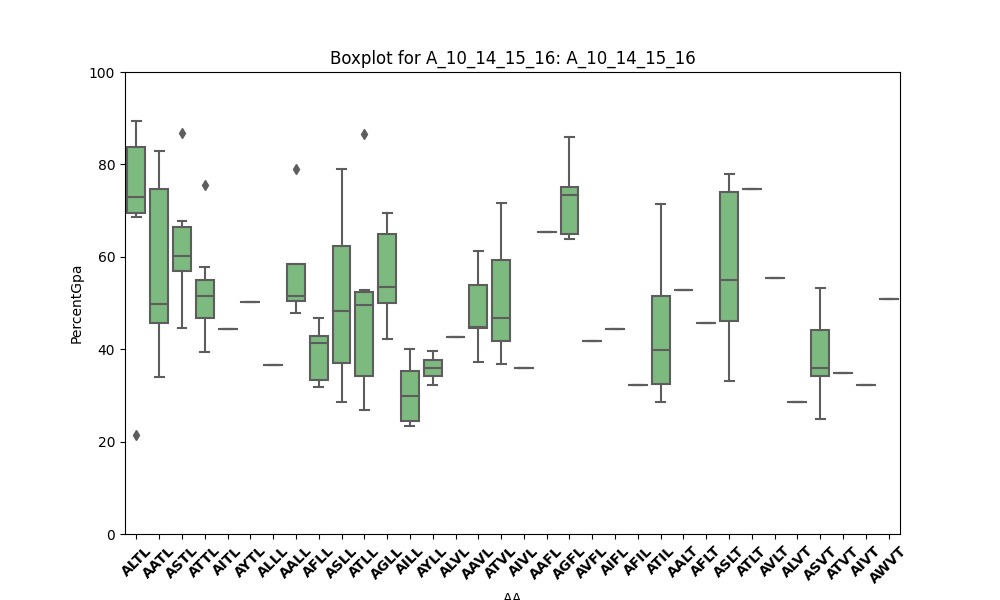 Boxplot for A_10_14_15_16: A_10_14_15_16
PercentGpa
100
80
60
40
20
0
ALTL
AATL
ASTL
ATTL
AITL
AYTL
ALLL
AALL
AFLL
ASLL
ATLL
AGLL
AILL
AYLL
ALVL
AAVL
ATVL
AIVL
AAFL
AGFL
AVFL
AIFL
AFIL
ATIL
AALT
AFLT
ASLT
ATLT
AVLT
ALVT
ASVT
ATVT
AIVT
AWVT
AA